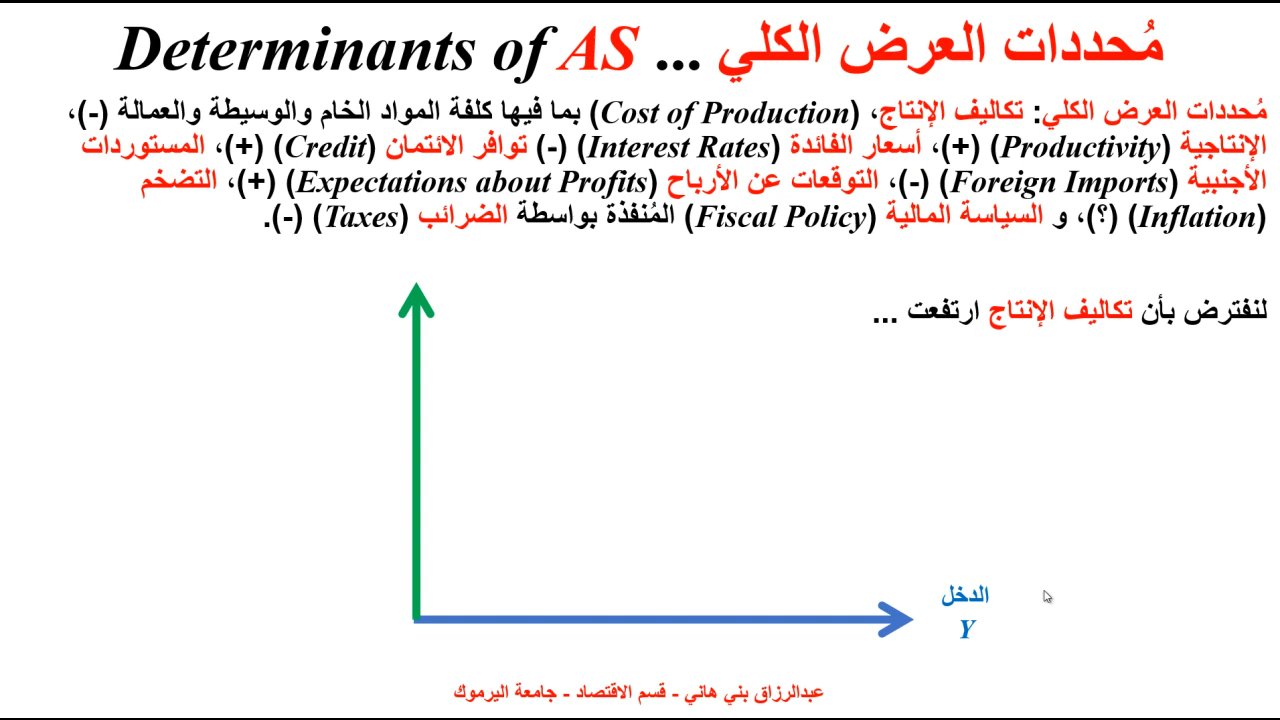 مُحددات العرض الكلي ... Determinants of AS
مُحددات العرض الكلي: تكاليف الإنتاج، (Cost of Production) بما فيها كلفة المواد الخام والوسيطة والعمالة (-)،
الإنتاجية (Productivity) (+)، أسعار الفائدة (Interest Rates) (-) توافر الائتمان (Credit) (+)، المستوردات
الأجنبية (Foreign Imports) (-)، التوقعات عن الأرباح (Expectations about Profits) (+)، التضخم
(Inflation) (؟)، و السياسة المالية (Fiscal Policy) المُنفذة بواسطة الضرائب (Taxes) (-).
لنفترض بأن تكاليف الإنتاج ارتفعت ...
الدخل
Y
عبدالرزاق بني هاني - قسم الاقتصاد - جامعة اليرموك